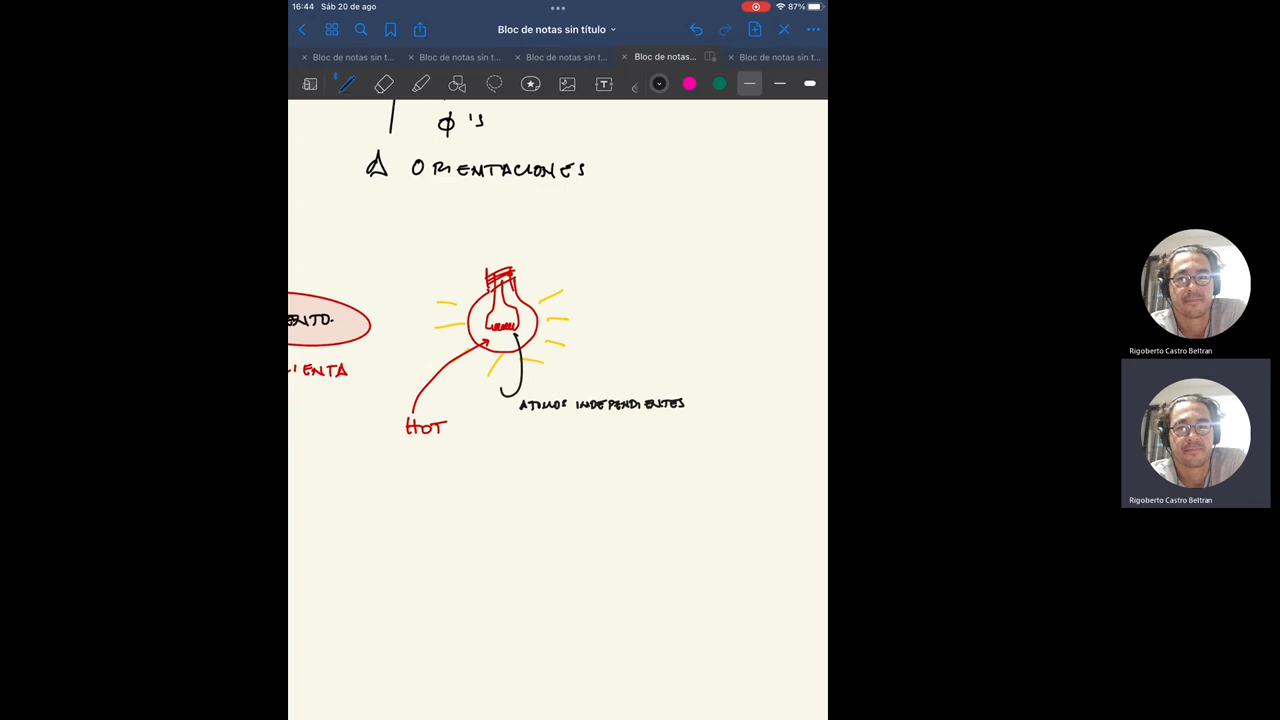 16:44 Sáb 20 de ago
87%
Bloc de notas sin título
Bloc de notas sin t...
Bloc de notas sin t...
Bloc de notas sin t...
Bloc de notas...
Bloc de notas sin t...
ϕ 's
Δ ORIENTACIONES
ENTO.
IENTA
ATOMOS INDEPENDIENTES
HOT
Rigoberto Castro Beltran
Rigoberto Castro Beltran